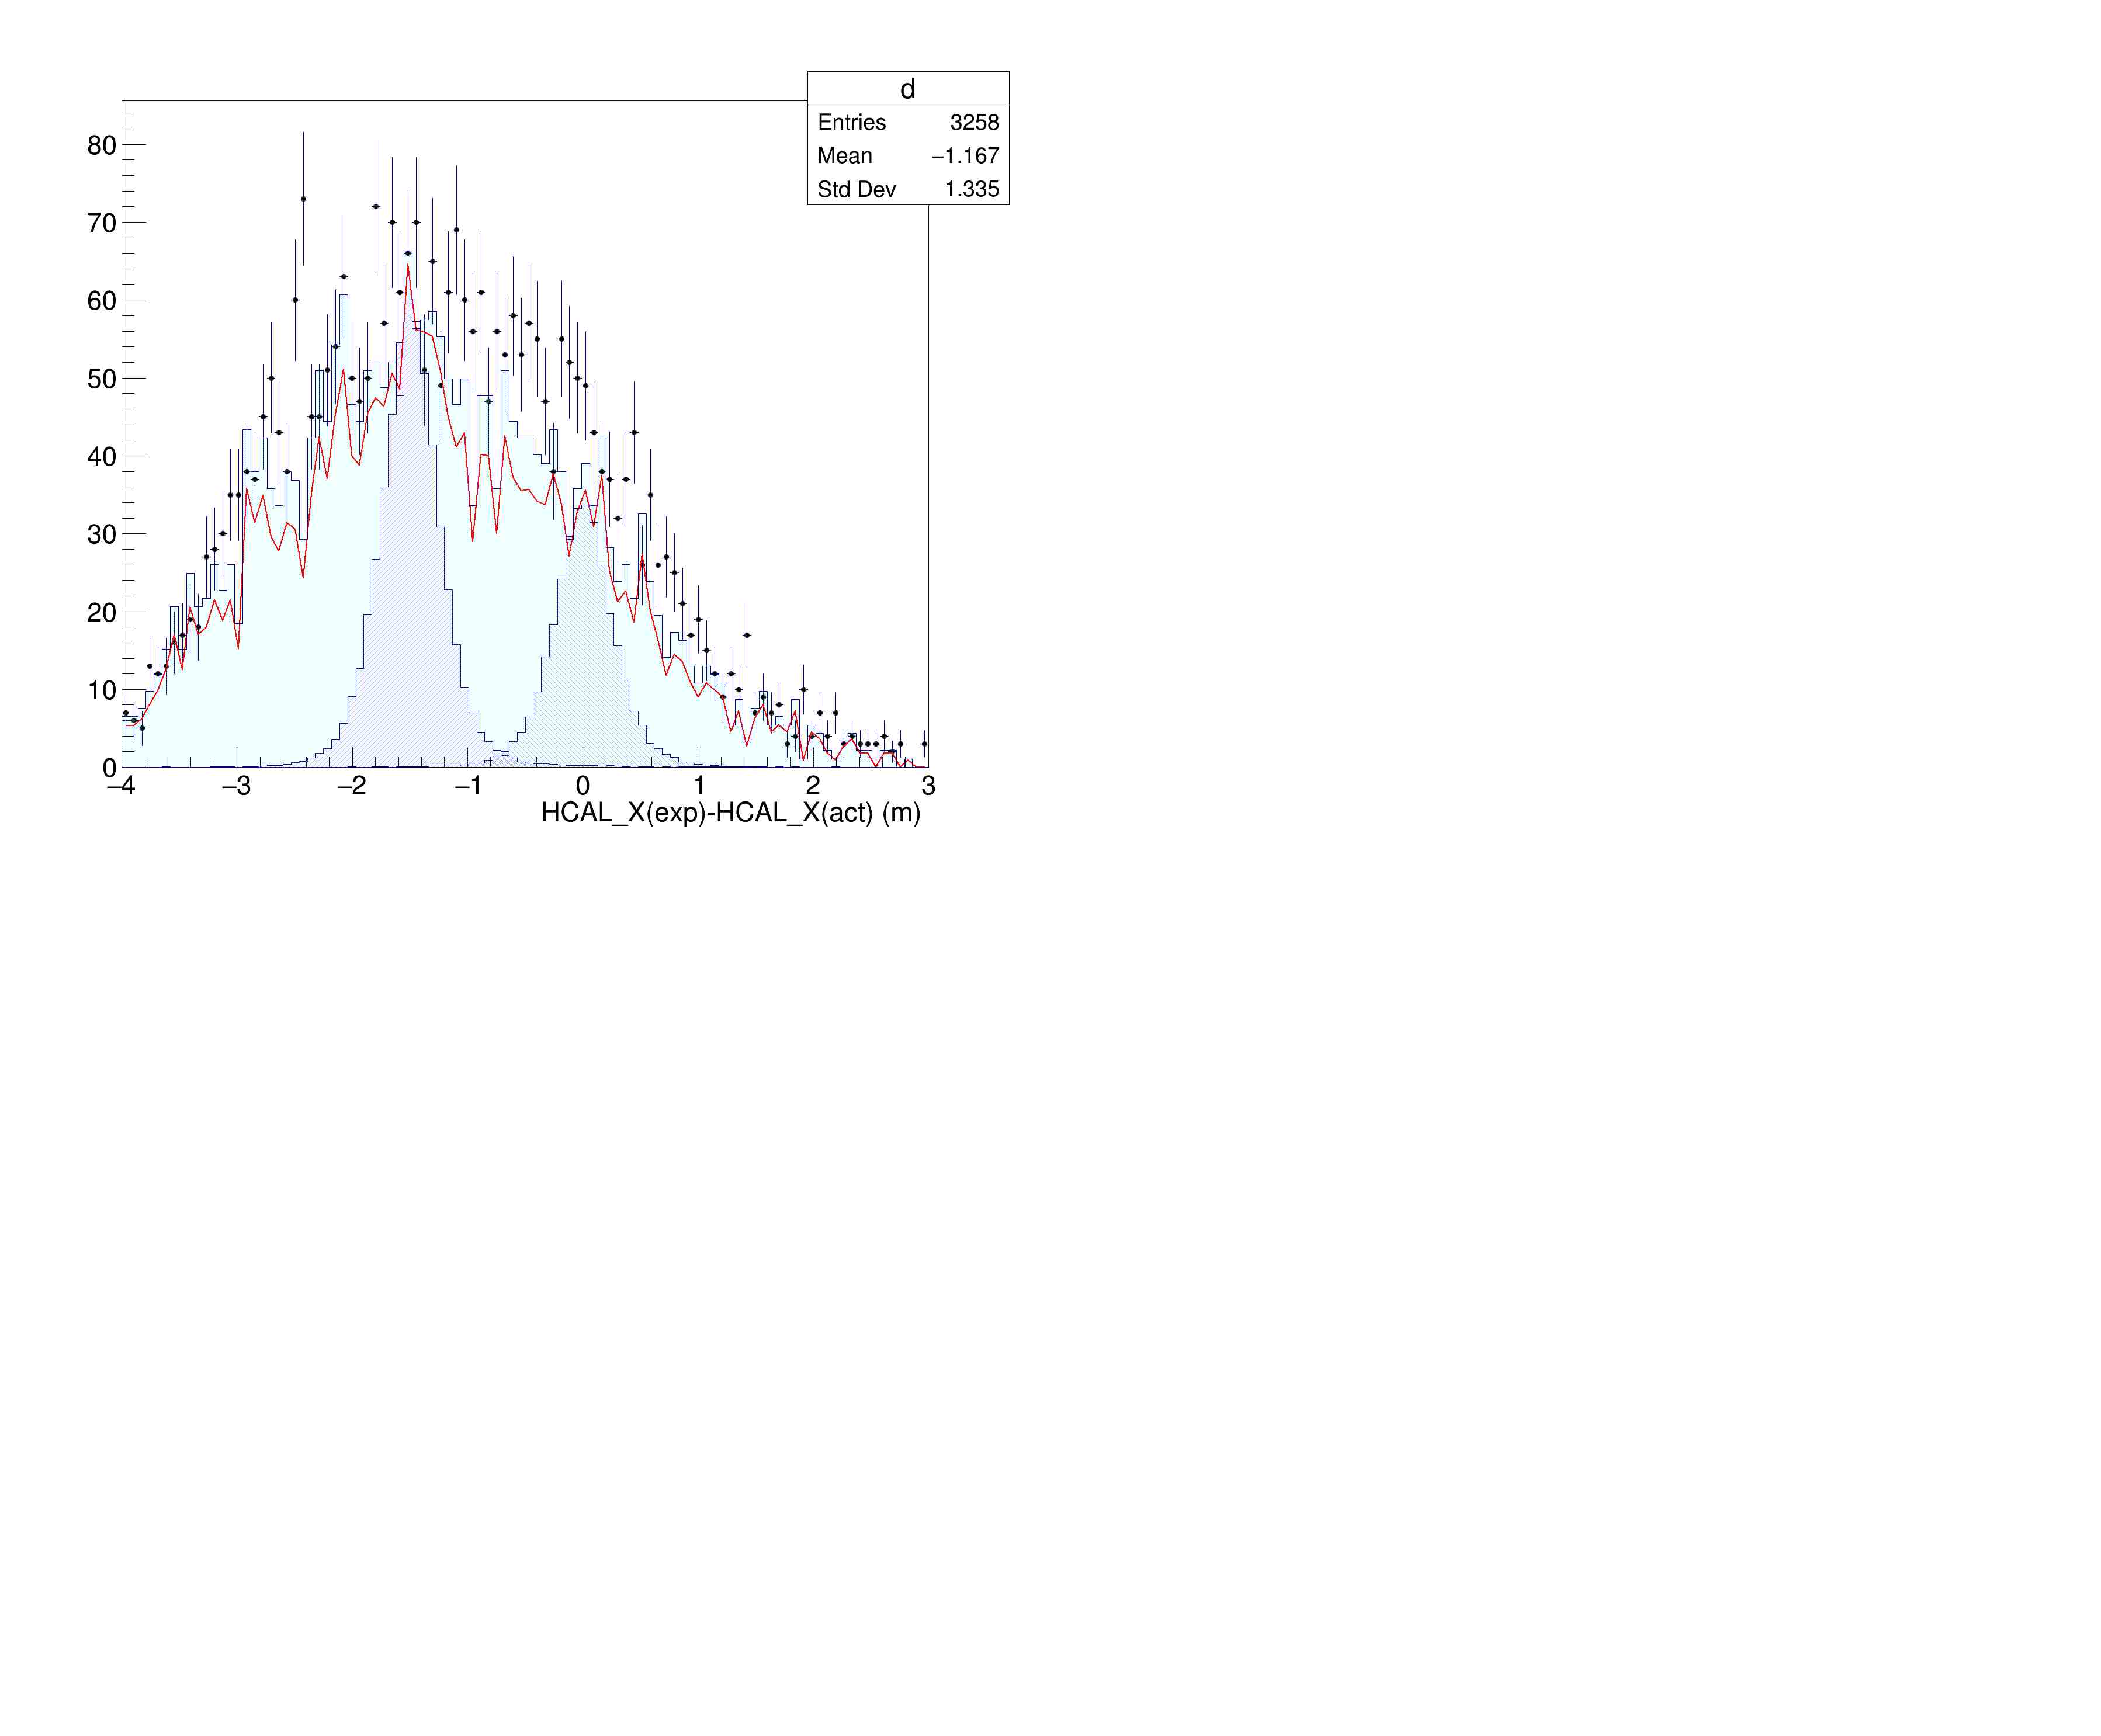 d
Entries 3258
Mean −1.167
Std Dev 1.335
80
70
60
50
40
30
20
10
0
−4 −3 −2 −1 0 1 2 3
HCAL_X(exp)-HCAL_X(act) (m)